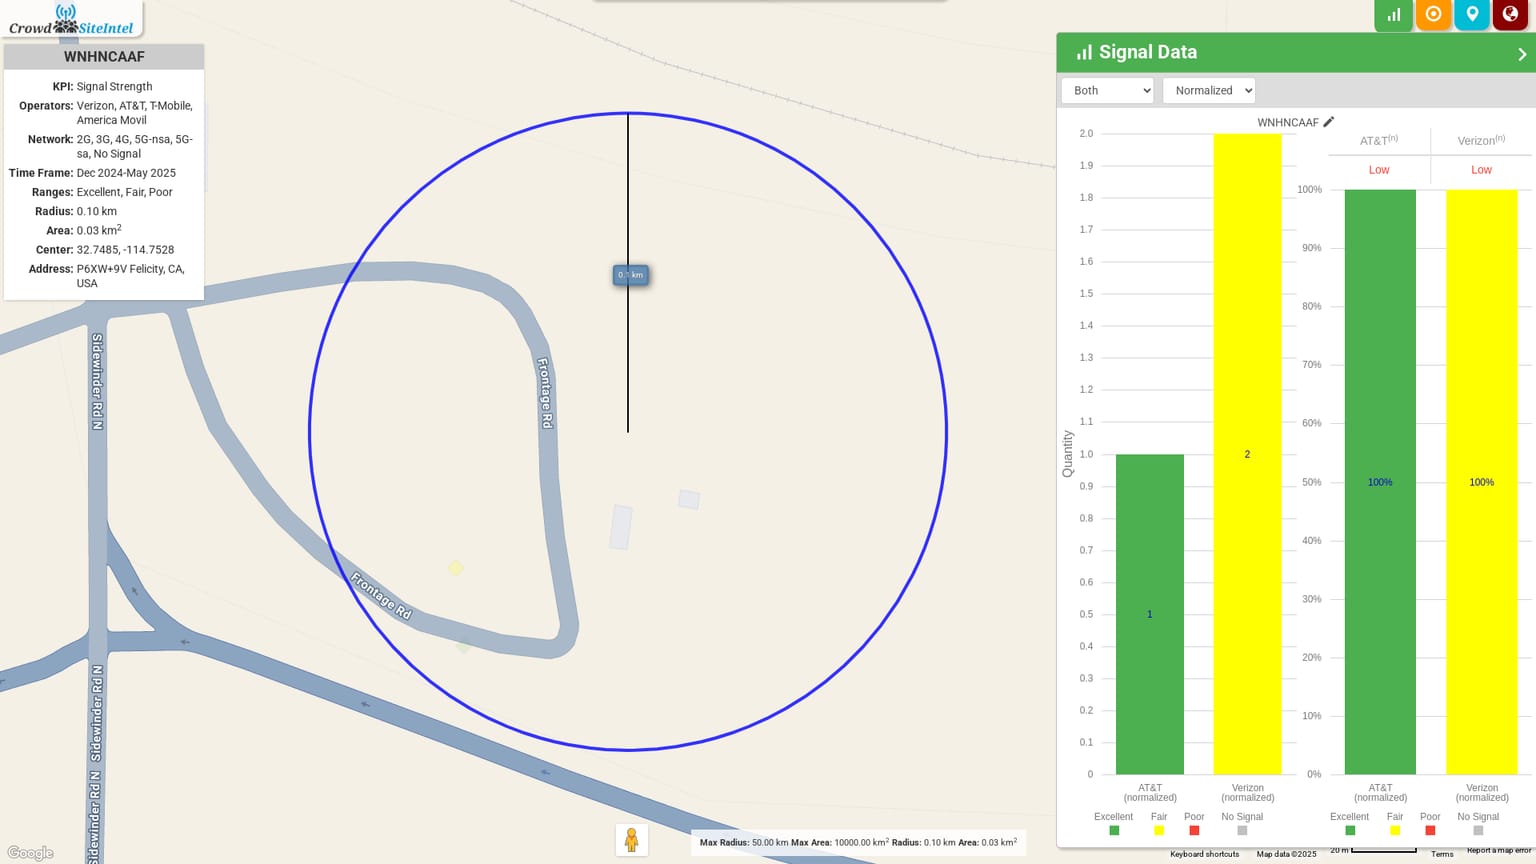 CrowdSiteIntel
WNHNCAAF
KPI: Signal Strength
Operators: Verizon, AT&T, T-Mobile,
America Movil
Network: 2G, 3G, 4G, 5G-nsa, 5G-
sa, No Signal
Time Frame: Dec 2024-May 2025
Ranges: Excellent, Fair, Poor
Radius: 0.10 km
Area: 0.03 km2
Center: 32.7485, -114.7528
Address: P6XW+9V Felicity, CA,
USA
0.1 km
Sidewinder Rd N
Frontage Rd
Frontage Rd
Sidewinder Rd N
Sidewinder Rd N
Google
Max Radius: 50.00 km Max Area: 10000.00 km2 Radius: 0.10 km Area: 0.03 km2
Signal Data
Both
Normalized
WNHNCAAF
Quantity
2.0
1.9
1.8
1.7
1.6
1.5
1.4
1.3
1.2
1.1
1.0
0.9
0.8
0.7
0.6
0.5
0.4
0.3
0.2
0.1
0
1
2
AT&T
(normalized)
Verizon
(normalized)
Excellent Fair Poor No Signal
AT&T(n) Verizon(n)
Low Low
100%
90%
80%
70%
60%
50%
40%
30%
20%
10%
0%
100%
100%
AT&T
(normalized)
Verizon
(normalized)
Excellent Fair Poor No Signal
Keyboard shortcuts Map data ©2025 20 m Terms Report a map error